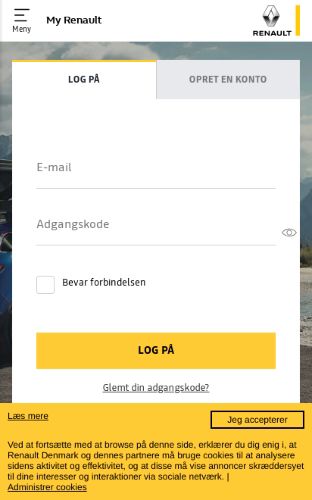 Meny
My Renault
RENAULT
LOG PÅ
OPRET EN KONTO
E-mail
Adgangskode
Bevar forbindelsen
LOG PÅ
Glemt din adgangskode?
Læs mere
Jeg accepterer
Ved at fortsætte med at browse på denne side, erklærer du dig enig i, at
Renault Danmark og dennes partnere må bruge cookies til at analysere
sidens aktivitet og effektivitet, og at disse må vise annoncer skræddersyet
til dine interesser og interaktioner via sociale netværk. |
Administrer cookies